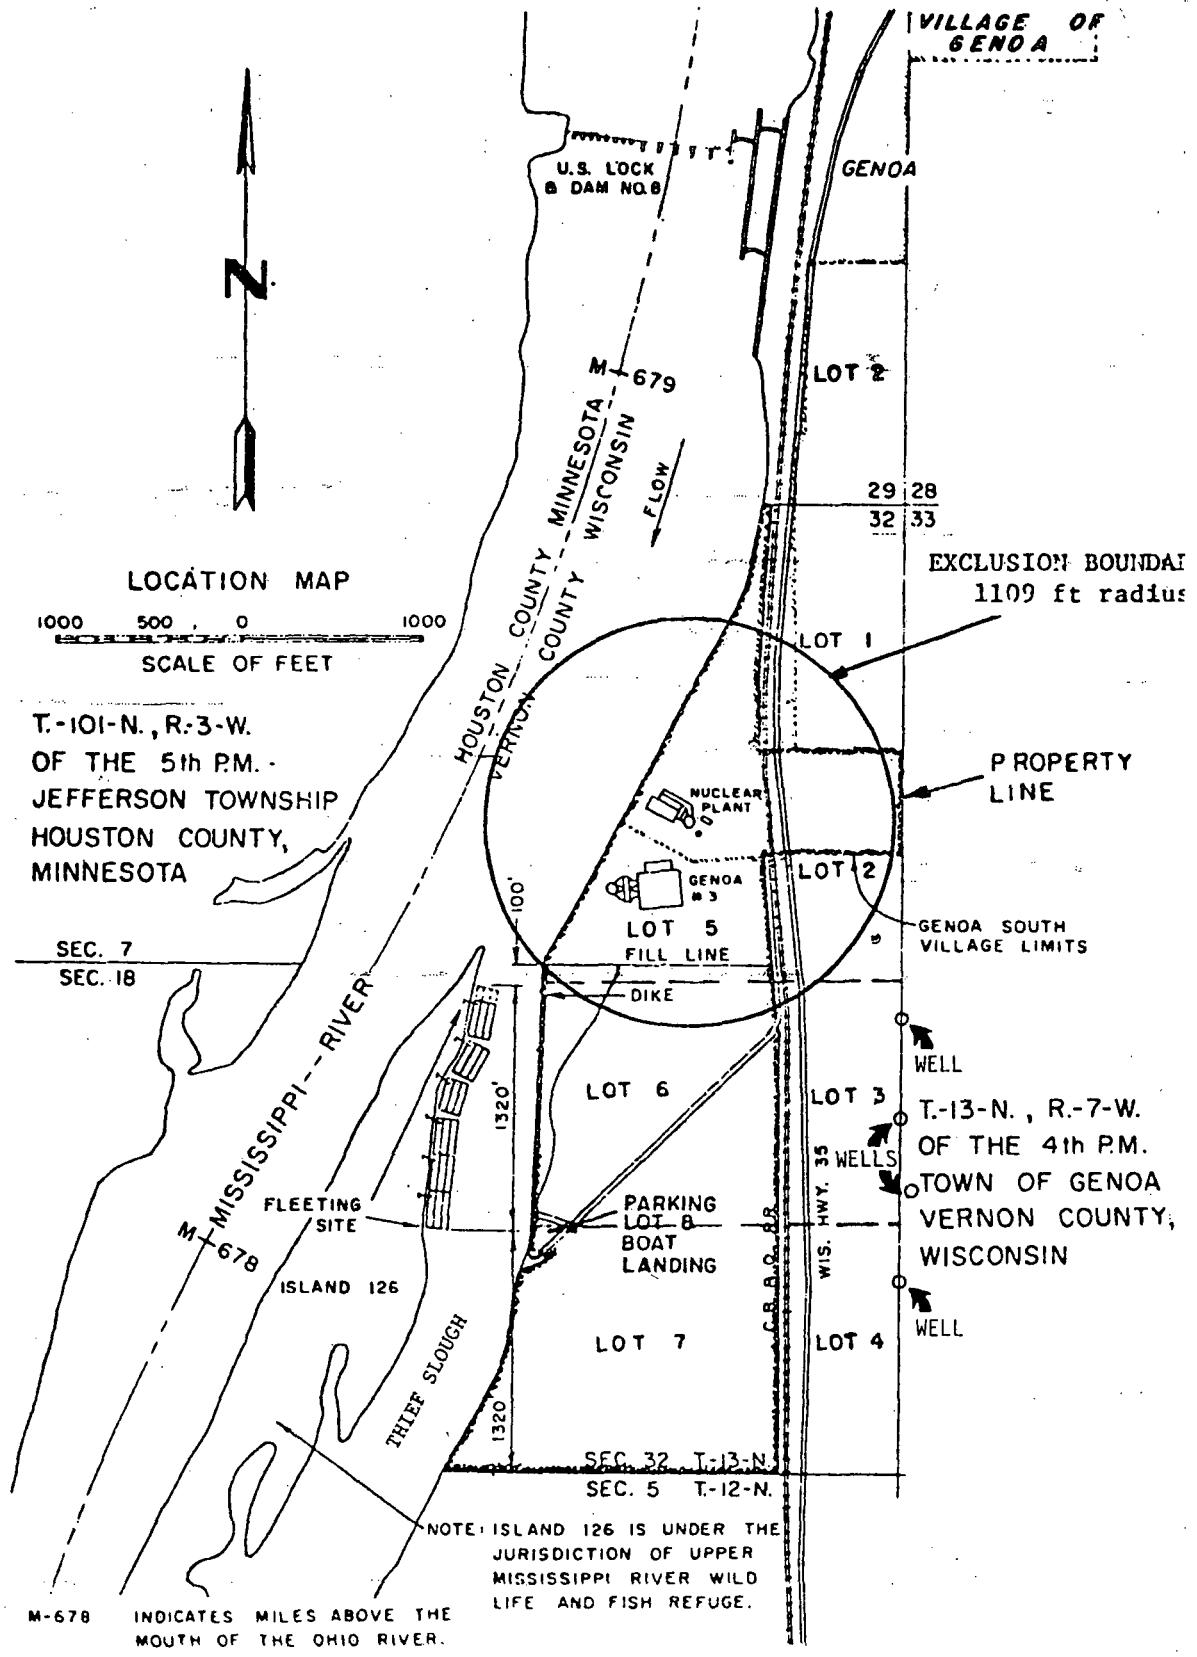 VILLAGE OF
GENOA
U.S. LOCK
& DAM NO.8
GENOA
N
LOT 2
M 679
HOUSTON COUNTY MINNESOTA
VERNON COUNTY WISCONSIN
FLOW
29 28
32 33
EXCLUSION BOUNDAR
1109 ft radius
LOCATION MAP
1000 500 0 1000
SCALE OF FEET
LOT 1
T.-101-N., R.-3-W.
OF THE 5th P.M.
JEFFERSON TOWNSHIP
HOUSTON COUNTY,
MINNESOTA
PROPERTY
LINE
NUCLEAR
PLANT
LOT 2
GENOA
#3
100'
LOT 5
FILL LINE
GENOA SOUTH
VILLAGE LIMITS
SEC. 7
SEC. 18
DIKE
MISSISSIPPI RIVER
WELL
LOT 6
LOT 3
1320'
T.-13-N., R.-7-W.
OF THE 4th P.M.
TOWN OF GENOA
VERNON COUNTY,
WISCONSIN
WELLS
WIS. HWY. 35
FLEETING
SITE
PARKING
LOT &
BOAT
LANDING
M 678
ISLAND 126
C.B. & Q. RR
WELL
THIEF SLOUGH
LOT 7
LOT 4
1320'
SEC. 32 T.-13-N.
SEC. 5 T.-12-N.
NOTE: ISLAND 126 IS UNDER THE
JURISDICTION OF UPPER
MISSISSIPPI RIVER WILD
LIFE AND FISH REFUGE.
M-678 INDICATES MILES ABOVE THE
MOUTH OF THE OHIO RIVER.